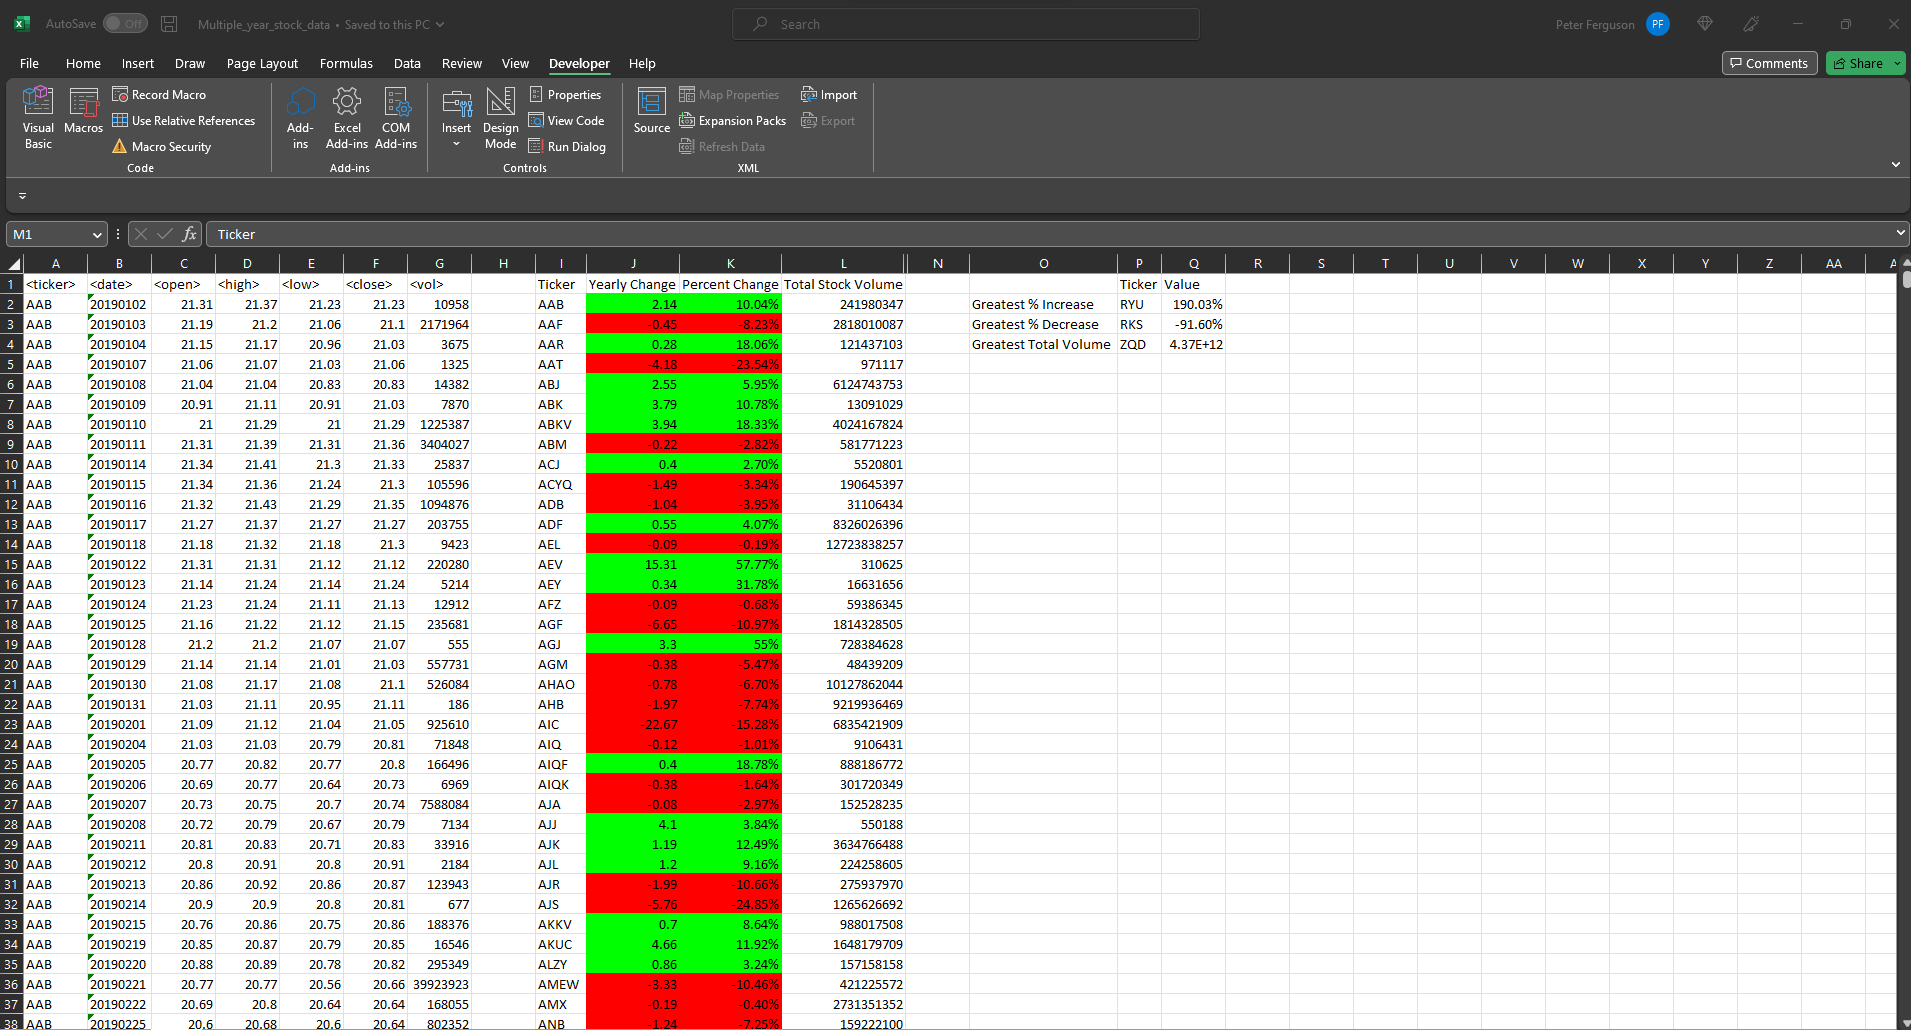 AutoSave Off Multiple_year_stock_data • Saved to this PC Search Peter Ferguson PF
File Home Insert Draw Page Layout Formulas Data Review View Developer Help Comments Share
Visual Basic Macros Record Macro Use Relative References Macro Security Code
Add-ins Excel Add-ins COM Add-ins Add-ins
Insert Design Mode Properties View Code Run Dialog Controls
Source Map Properties Expansion Packs Refresh Data Import Export XML
M1 fx Ticker
A B C D E F G H I J K L N O P Q R S T U V W X Y Z AA A
1 <ticker> <date> <open> <high> <low> <close> <vol> Ticker Yearly Change Percent Change Total Stock Volume Ticker Value
2 AAB 20190102 21.31 21.37 21.23 21.23 10958 AAB 2.14 10.04% 241980347 Greatest % Increase RYU 190.03%
3 AAB 20190103 21.19 21.2 21.06 21.1 2171964 AAF -0.45 -8.23% 2818010087 Greatest % Decrease RKS -91.60%
4 AAB 20190104 21.15 21.17 20.96 21.03 3675 AAR 0.28 18.06% 121437103 Greatest Total Volume ZQD 4.37E+12
5 AAB 20190107 21.06 21.07 21.03 21.06 1325 AAT -4.18 -23.54% 971117
6 AAB 20190108 21.04 21.04 20.83 20.83 14382 ABJ 2.55 5.95% 6124743753
7 AAB 20190109 20.91 21.11 20.91 21.03 7870 ABK 3.79 10.78% 13091029
8 AAB 20190110 21 21.29 21 21.29 1225387 ABKV 3.94 18.33% 4024167824
9 AAB 20190111 21.31 21.39 21.31 21.36 3404027 ABM -0.22 -2.82% 581771223
10 AAB 20190114 21.34 21.41 21.3 21.33 25837 ACJ 0.4 2.70% 5520801
11 AAB 20190115 21.34 21.36 21.24 21.3 105596 ACYQ -1.49 -3.34% 190645397
12 AAB 20190116 21.32 21.43 21.29 21.35 1094876 ADB -1.04 -3.95% 31106434
13 AAB 20190117 21.27 21.37 21.27 21.27 203755 ADF 0.55 4.07% 8326026396
14 AAB 20190118 21.18 21.32 21.18 21.3 9423 AEL -0.09 -0.19% 12723838257
15 AAB 20190122 21.31 21.31 21.12 21.12 220280 AEV 15.31 57.77% 310625
16 AAB 20190123 21.14 21.24 21.14 21.24 5214 AEY 0.34 31.78% 16631656
17 AAB 20190124 21.23 21.24 21.11 21.13 12912 AFZ -0.09 -0.68% 59386345
18 AAB 20190125 21.16 21.22 21.12 21.15 235681 AGF -6.65 -10.97% 1814328505
19 AAB 20190128 21.2 21.2 21.07 21.07 555 AGJ 3.3 55% 728384628
20 AAB 20190129 21.14 21.14 21.01 21.03 557731 AGM -0.38 -5.47% 48439209
21 AAB 20190130 21.08 21.17 21.08 21.1 526084 AHAO -0.78 -6.70% 10127862044
22 AAB 20190131 21.03 21.11 20.95 21.11 186 AHB -1.97 -7.74% 9219936469
23 AAB 20190201 21.09 21.12 21.04 21.05 925610 AIC -22.67 -15.28% 6835421909
24 AAB 20190204 21.03 21.03 20.79 20.81 71848 AIQ -0.12 -1.01% 9106431
25 AAB 20190205 20.77 20.82 20.77 20.8 166496 AIQF 0.4 18.78% 888186772
26 AAB 20190206 20.69 20.77 20.64 20.73 6969 AIQK -0.38 -1.64% 301720349
27 AAB 20190207 20.73 20.75 20.7 20.74 7588084 AJA -0.08 -2.97% 152528235
28 AAB 20190208 20.72 20.79 20.67 20.79 7134 AJJ 4.1 3.84% 550188
29 AAB 20190211 20.81 20.83 20.71 20.83 33916 AJK 1.19 12.49% 3634766488
30 AAB 20190212 20.8 20.91 20.8 20.91 2184 AJL 1.2 9.16% 224258605
31 AAB 20190213 20.86 20.92 20.86 20.87 123943 AJR -1.99 -10.66% 275937970
32 AAB 20190214 20.9 20.9 20.8 20.81 677 AJS -5.76 -24.85% 1265626692
33 AAB 20190215 20.76 20.86 20.75 20.86 188376 AKKV 0.7 8.64% 988017508
34 AAB 20190219 20.85 20.87 20.79 20.85 16546 AKUC 4.66 11.92% 1648179709
35 AAB 20190220 20.88 20.89 20.78 20.82 295349 ALZY 0.86 3.24% 157158158
36 AAB 20190221 20.77 20.77 20.56 20.66 39923923 AMEW -3.33 -10.46% 421225572
37 AAB 20190222 20.69 20.8 20.64 20.64 168055 AMX -0.19 -0.40% 2731351352
38 AAB 20190225 20.6 20.68 20.6 20.64 802352 ANB -1.24 -7.25% 159222100